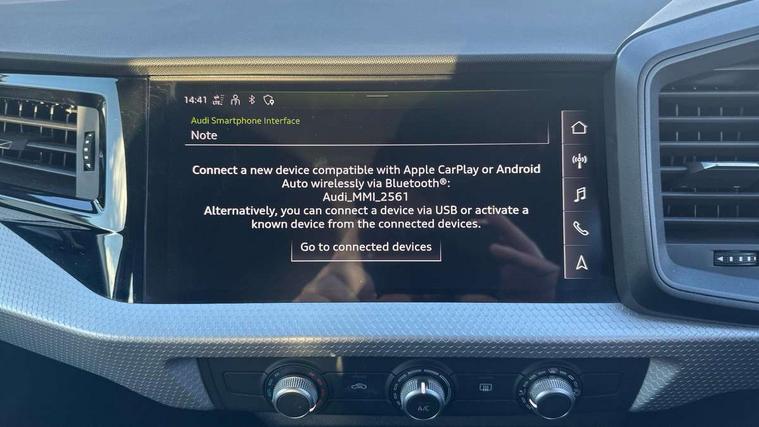 14:41
Audi Smartphone Interface
Note
Connect a new device compatible with Apple CarPlay or Android
Auto wirelessly via Bluetooth®:
Audi_MMI_2561
Alternatively, you can connect a device via USB or activate a
known device from the connected devices.
Go to connected devices
A/C